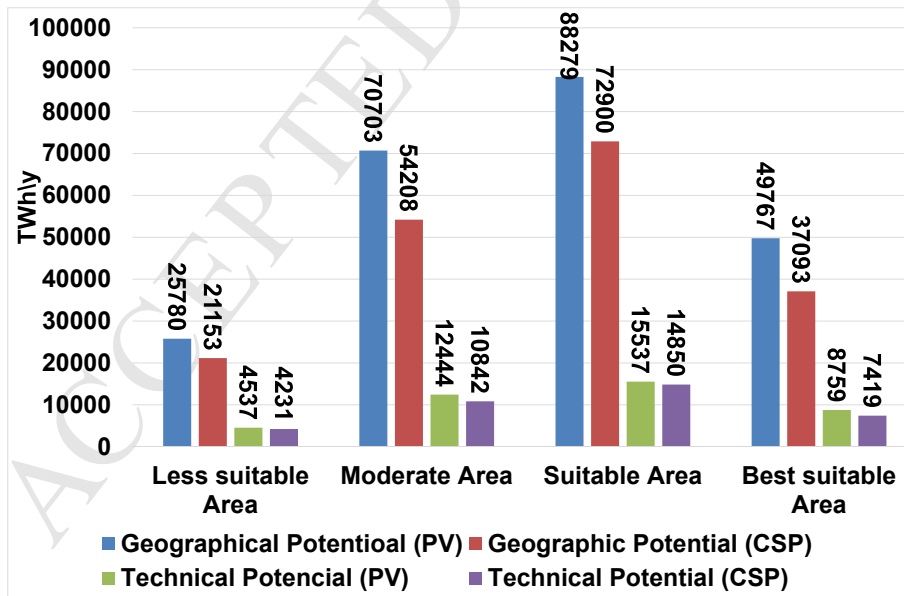 ACCEPTED
TWh\y
100000
90000
80000
70000
60000
50000
40000
30000
20000
10000
0
25780
21153
4537
4231
70703
54208
12444
10842
88279
72900
15537
14850
49767
37093
8759
7419
Less suitable
Area
Moderate Area
Suitable Area
Best suitable
Area
Geographical Potentioal (PV)
Geographic Potential (CSP)
Technical Potencial (PV)
Technical Potential (CSP)